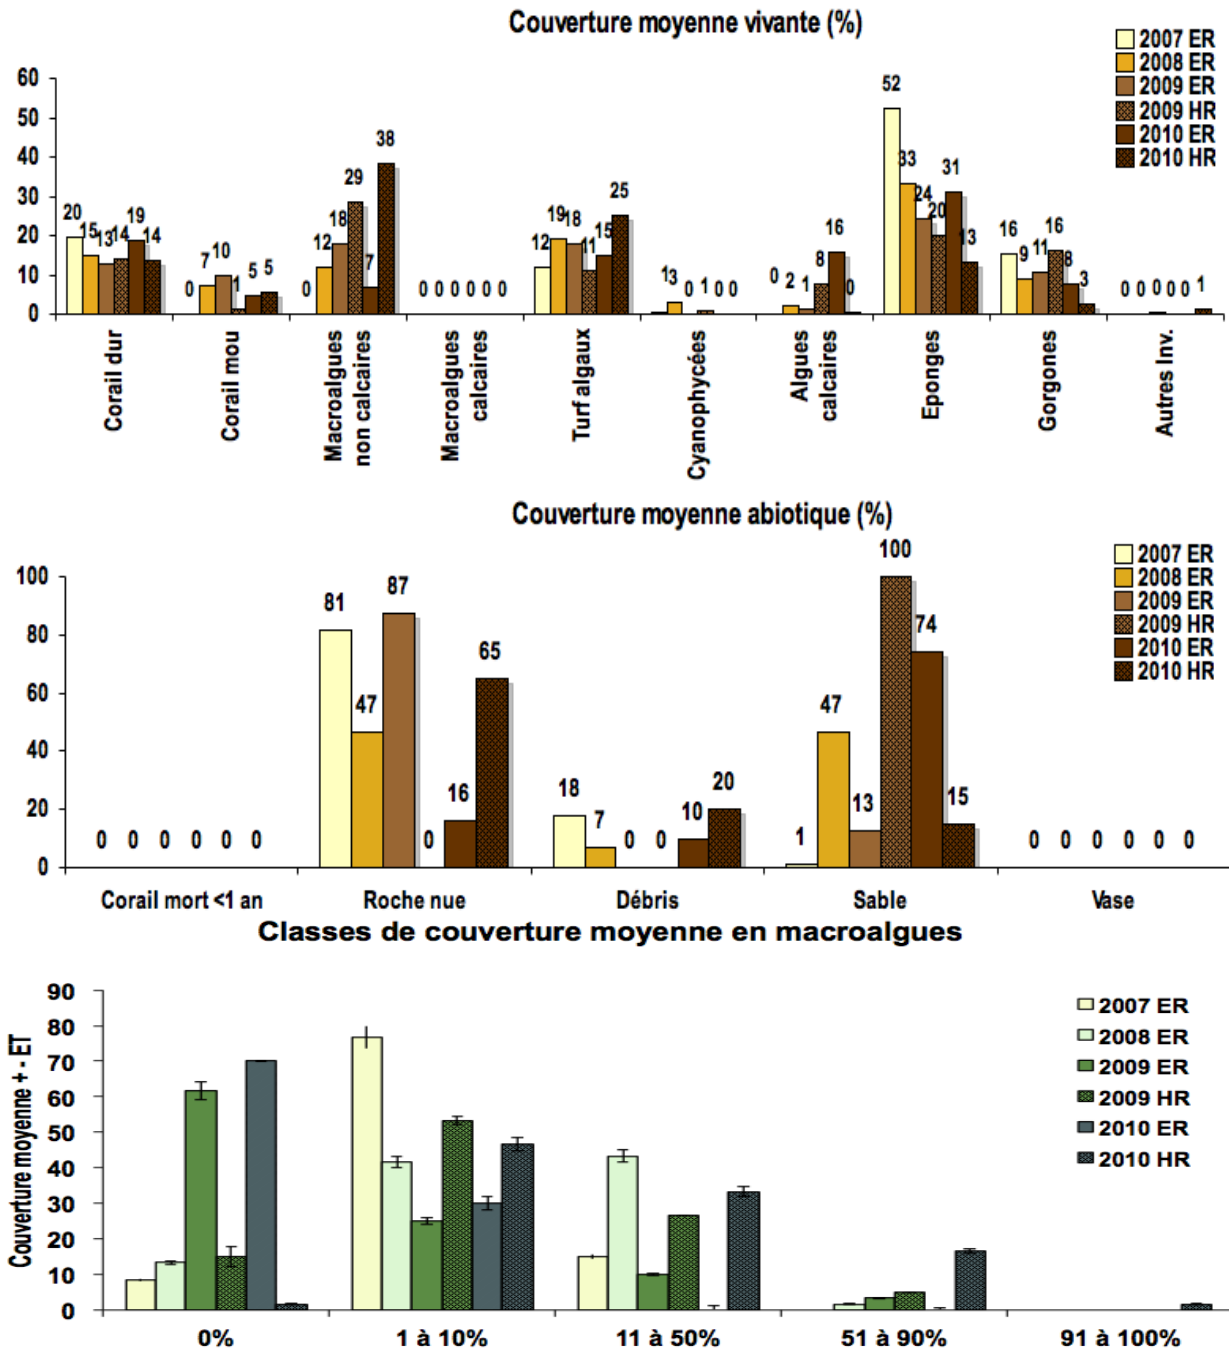 Couverture moyenne vivante (%)
2007 ER
2008 ER
2009 ER
2009 HR
2010 ER
2010 HR
60
50
40
30
20
10
0
20 15 13 14 19 14
0 7 10 1 5 5
0 12 18 29 7 38
0 0 0 0 0 0
12 19 18 11 15 25
1 3 0 1 0 0
0 2 1 8 16 0
52 33 24 20 31 13
16 9 11 16 8 3
0 0 0 0 0 1
Corail dur
Corail mou
Macroalgues
non calcaires
Macroalgues
calcaires
Turf algaux
Cyanophycées
Algues
calcaires
Eponges
Gorgones
Autres Inv.
Couverture moyenne abiotique (%)
2007 ER
2008 ER
2009 ER
2009 HR
2010 ER
2010 HR
100
80
60
40
20
0
0 0 0 0 0 0
81 47 87 0 16 65
18 7 0 0 10 20
1 47 13 100 74 15
0 0 0 0 0 0
Corail mort <1 an
Roche nue
Débris
Sable
Vase
Classes de couverture moyenne en macroalgues
Couverture moyenne + - ET
90
80
70
60
50
40
30
20
10
0
2007 ER
2008 ER
2009 ER
2009 HR
2010 ER
2010 HR
0%
1 à 10%
11 à 50%
51 à 90%
91 à 100%